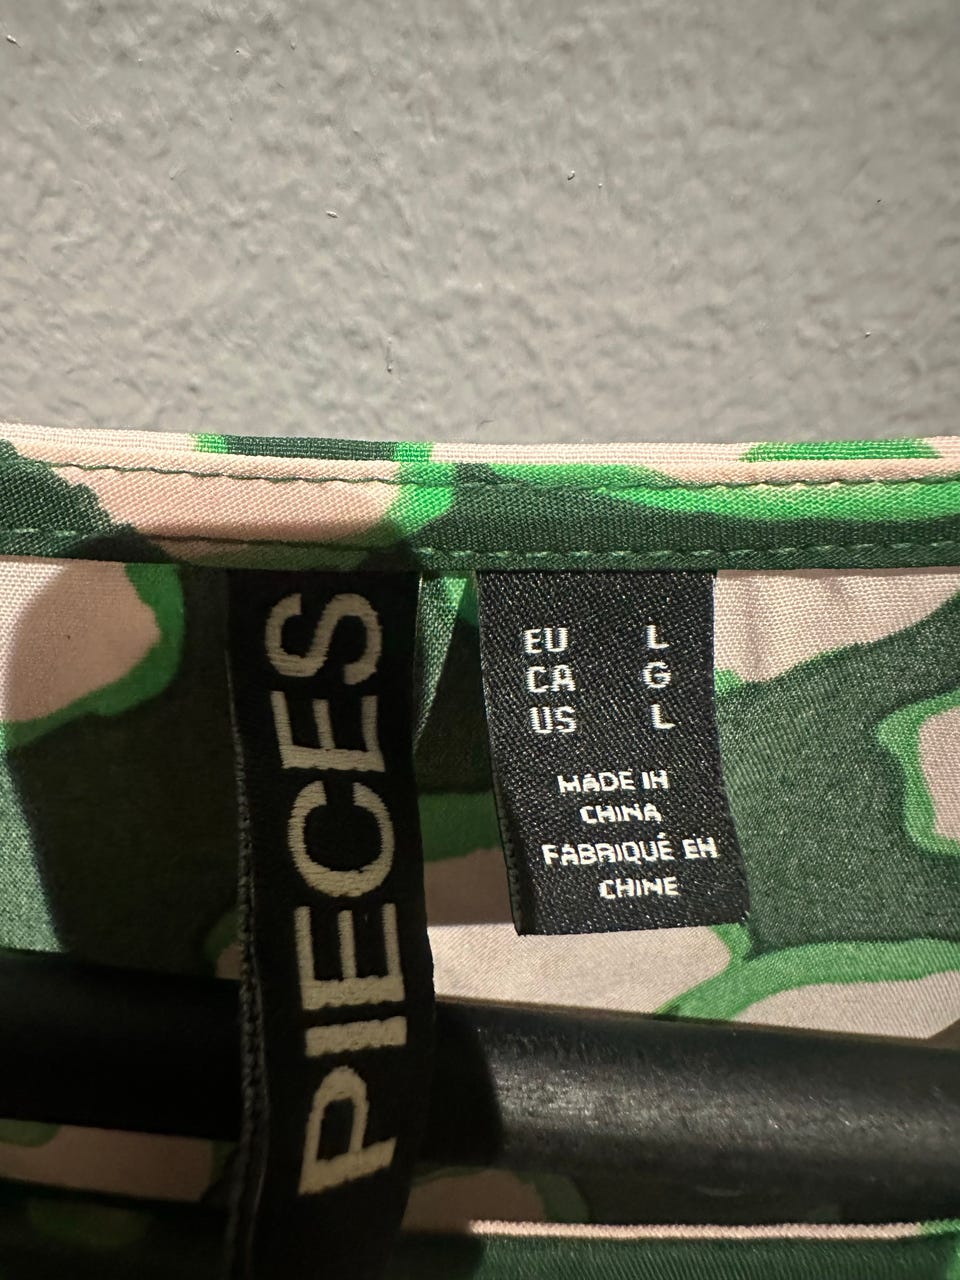 PIECES
EU L
CA G
US L
MADE IN
CHINA
FABRIQUÉ EN
CHINE